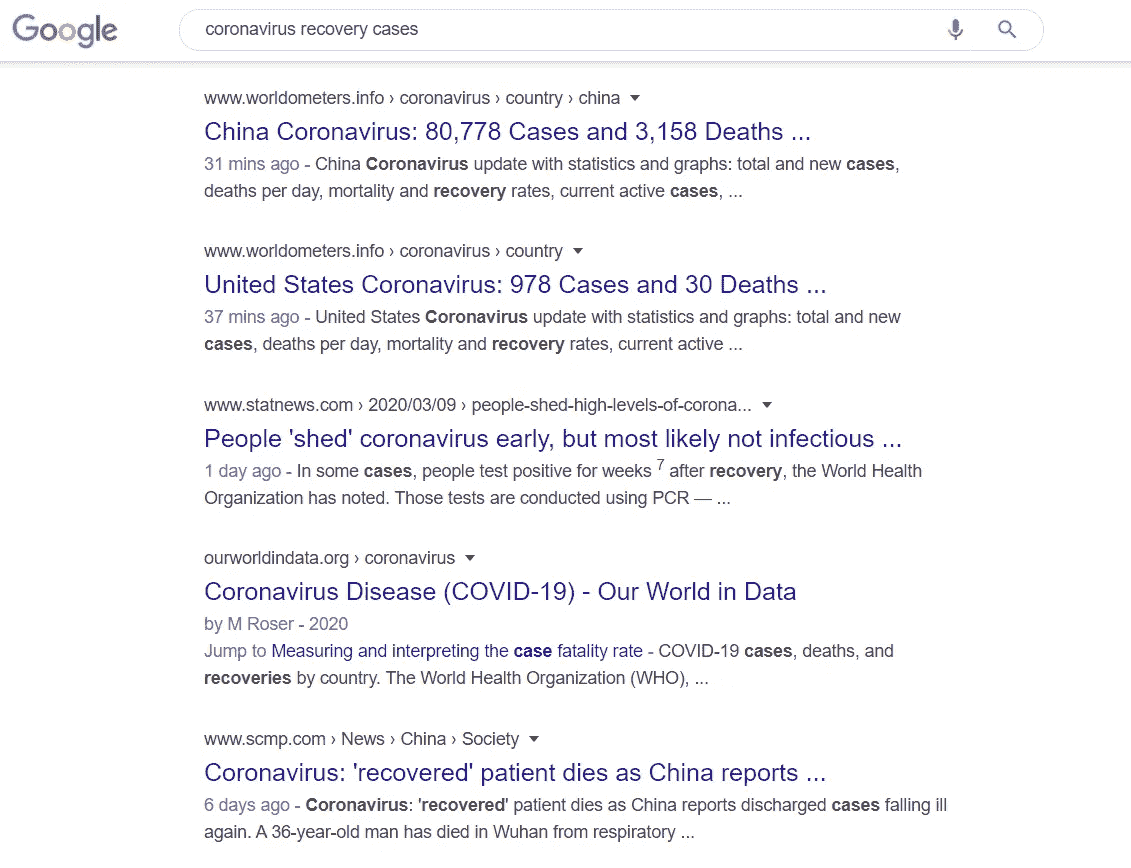 Google
coronavirus recovery cases
www.worldometers.info › coronavirus › country › china
China Coronavirus: 80,778 Cases and 3,158 Deaths ...
31 mins ago - China Coronavirus update with statistics and graphs: total and new cases,
deaths per day, mortality and recovery rates, current active cases, ...
www.worldometers.info › coronavirus › country
United States Coronavirus: 978 Cases and 30 Deaths ...
37 mins ago - United States Coronavirus update with statistics and graphs: total and new
cases, deaths per day, mortality and recovery rates, current active ...
www.statnews.com › 2020/03/09 › people-shed-high-levels-of-corona...
People 'shed' coronavirus early, but most likely not infectious ...
1 day ago - In some cases, people test positive for weeks 7 after recovery, the World Health
Organization has noted. Those tests are conducted using PCR — ...
ourworldindata.org › coronavirus
Coronavirus Disease (COVID-19) - Our World in Data
by M Roser - 2020
Jump to Measuring and interpreting the case fatality rate - COVID-19 cases, deaths, and
recoveries by country. The World Health Organization (WHO), ...
www.scmp.com › News › China › Society
Coronavirus: 'recovered' patient dies as China reports ...
6 days ago - Coronavirus: 'recovered' patient dies as China reports discharged cases falling ill
again. A 36-year-old man has died in Wuhan from respiratory ...